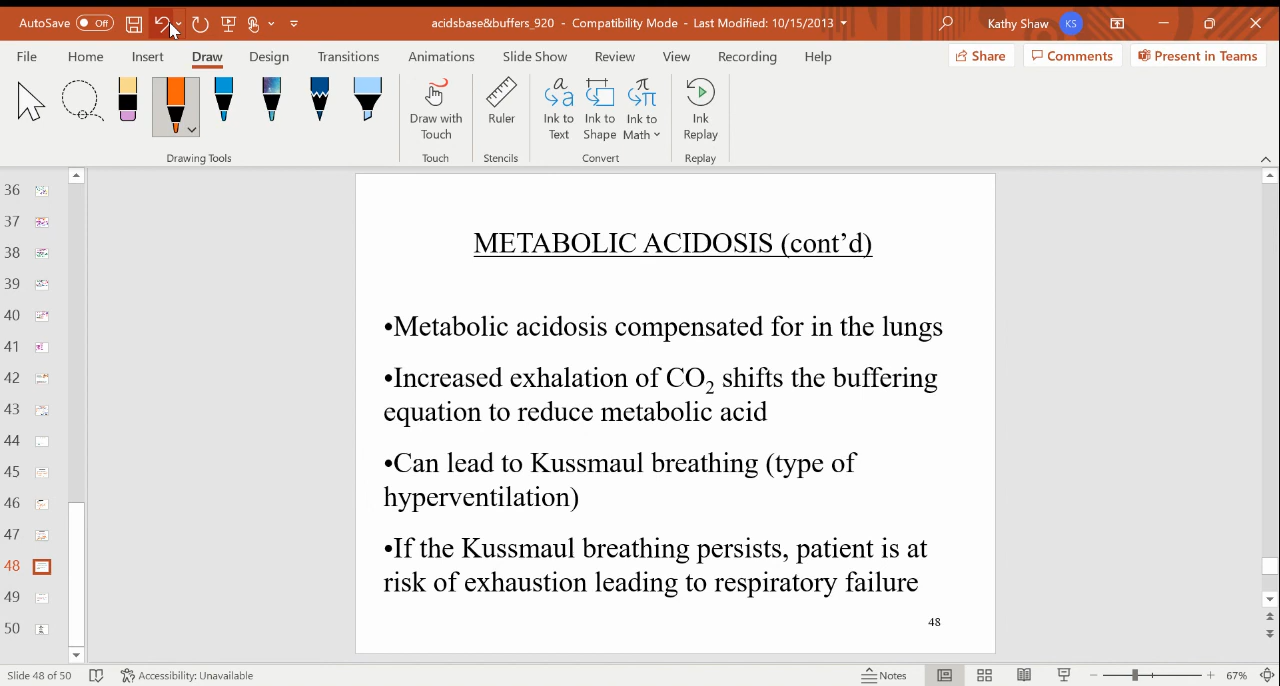 AutoSave Off acidsbase&buffers_920 - Compatibility Mode - Last Modified: 10/15/2013 Kathy Shaw KS
File Home Insert Draw Design Transitions Animations Slide Show Review View Recording Help Share Comments Present in Teams
Draw with Touch
Ruler
Ink to Text
Ink to Shape
Ink to Math
Ink Replay
Drawing Tools Touch Stencils Convert Replay
36
37
38
39
40
41
42
43
44
45
46
47
48
49
50
METABOLIC ACIDOSIS (cont’d)
•Metabolic acidosis compensated for in the lungs
•Increased exhalation of CO₂ shifts the buffering
equation to reduce metabolic acid
•Can lead to Kussmaul breathing (type of
hyperventilation)
•If the Kussmaul breathing persists, patient is at
risk of exhaustion leading to respiratory failure
48
Slide 48 of 50 Accessibility: Unavailable Notes 67%